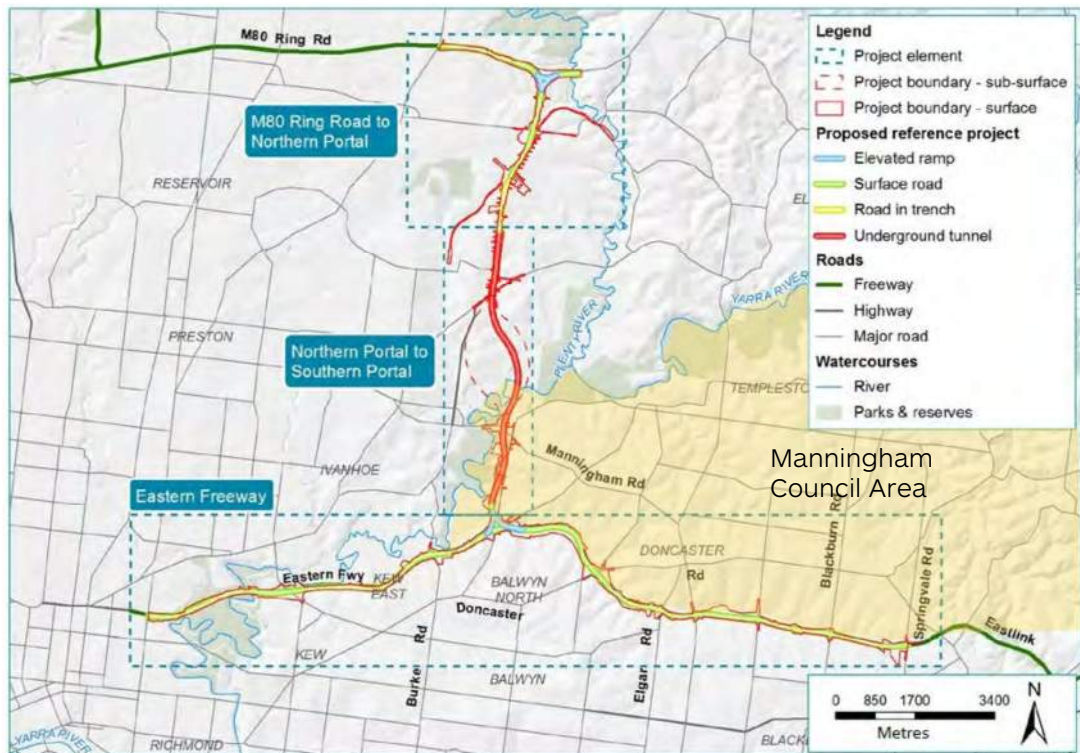 M80 Ring Rd
M80 Ring Road to
Northern Portal
RESERVOIR
PRESTON
Northern Portal to
Southern Portal
PLENTY RIVER
YARRA RIVER
TEMPLESTO
IVANHOE
Manningham Rd
Manningham
Council Area
Eastern Freeway
Eastern Fwy
KEW
EAST
BALWYN
NORTH
DONCASTER
Doncaster
Rd
Blackburn Rd
Springvale Rd
Eastlink
KEW
Burke Rd
BALWYN
Elgar Rd
YARRA RIVER
RICHMOND
BLACK
EL
Legend
Project element
Project boundary - sub-surface
Project boundary - surface
Proposed reference project
Elevated ramp
Surface road
Road in trench
Underground tunnel
Roads
Freeway
Highway
Major road
Watercourses
River
Parks & reserves
0 850 1700 3400
Metres
N